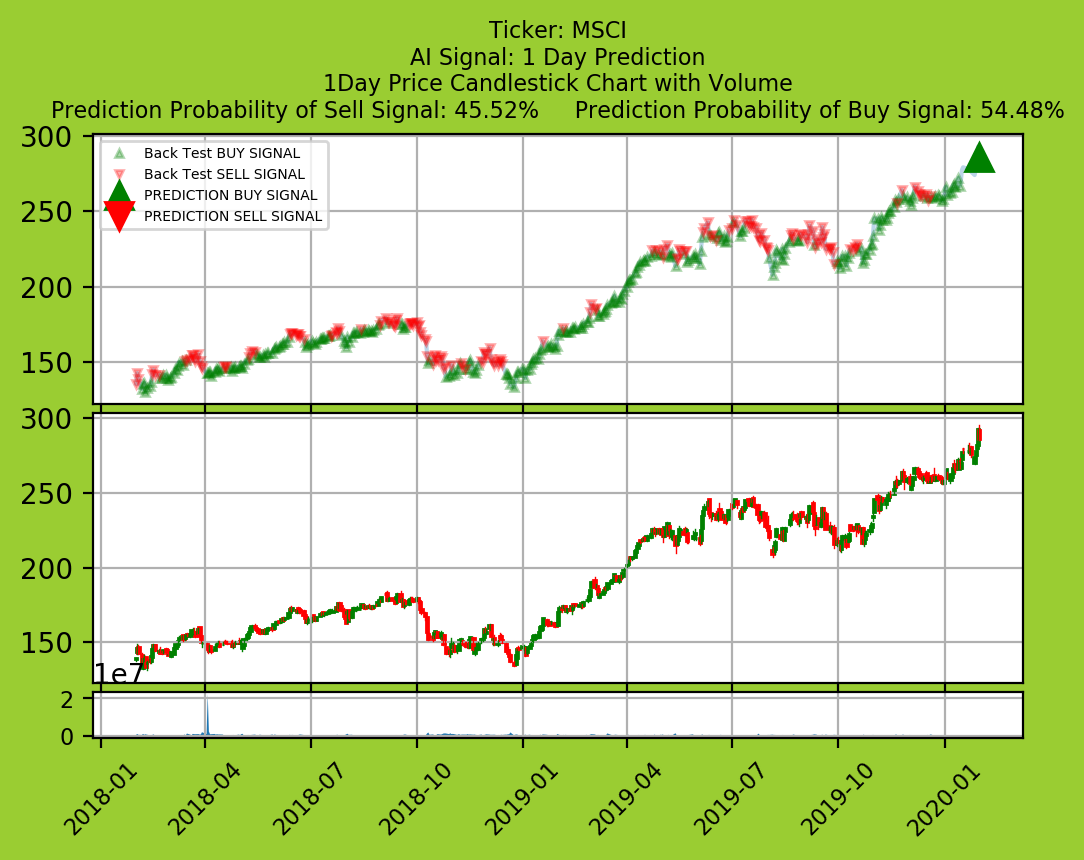 Ticker: MSCI
AI Signal: 1 Day Prediction
1Day Price Candlestick Chart with Volume
Prediction Probability of Sell Signal: 45.52%     Prediction Probability of Buy Signal: 54.48%
300
250
200
150
Back Test BUY SIGNAL
Back Test SELL SIGNAL
PREDICTION BUY SIGNAL
PREDICTION SELL SIGNAL
300
250
200
150
1e7
2
0
2018-01
2018-04
2018-07
2018-10
2019-01
2019-04
2019-07
2019-10
2020-01